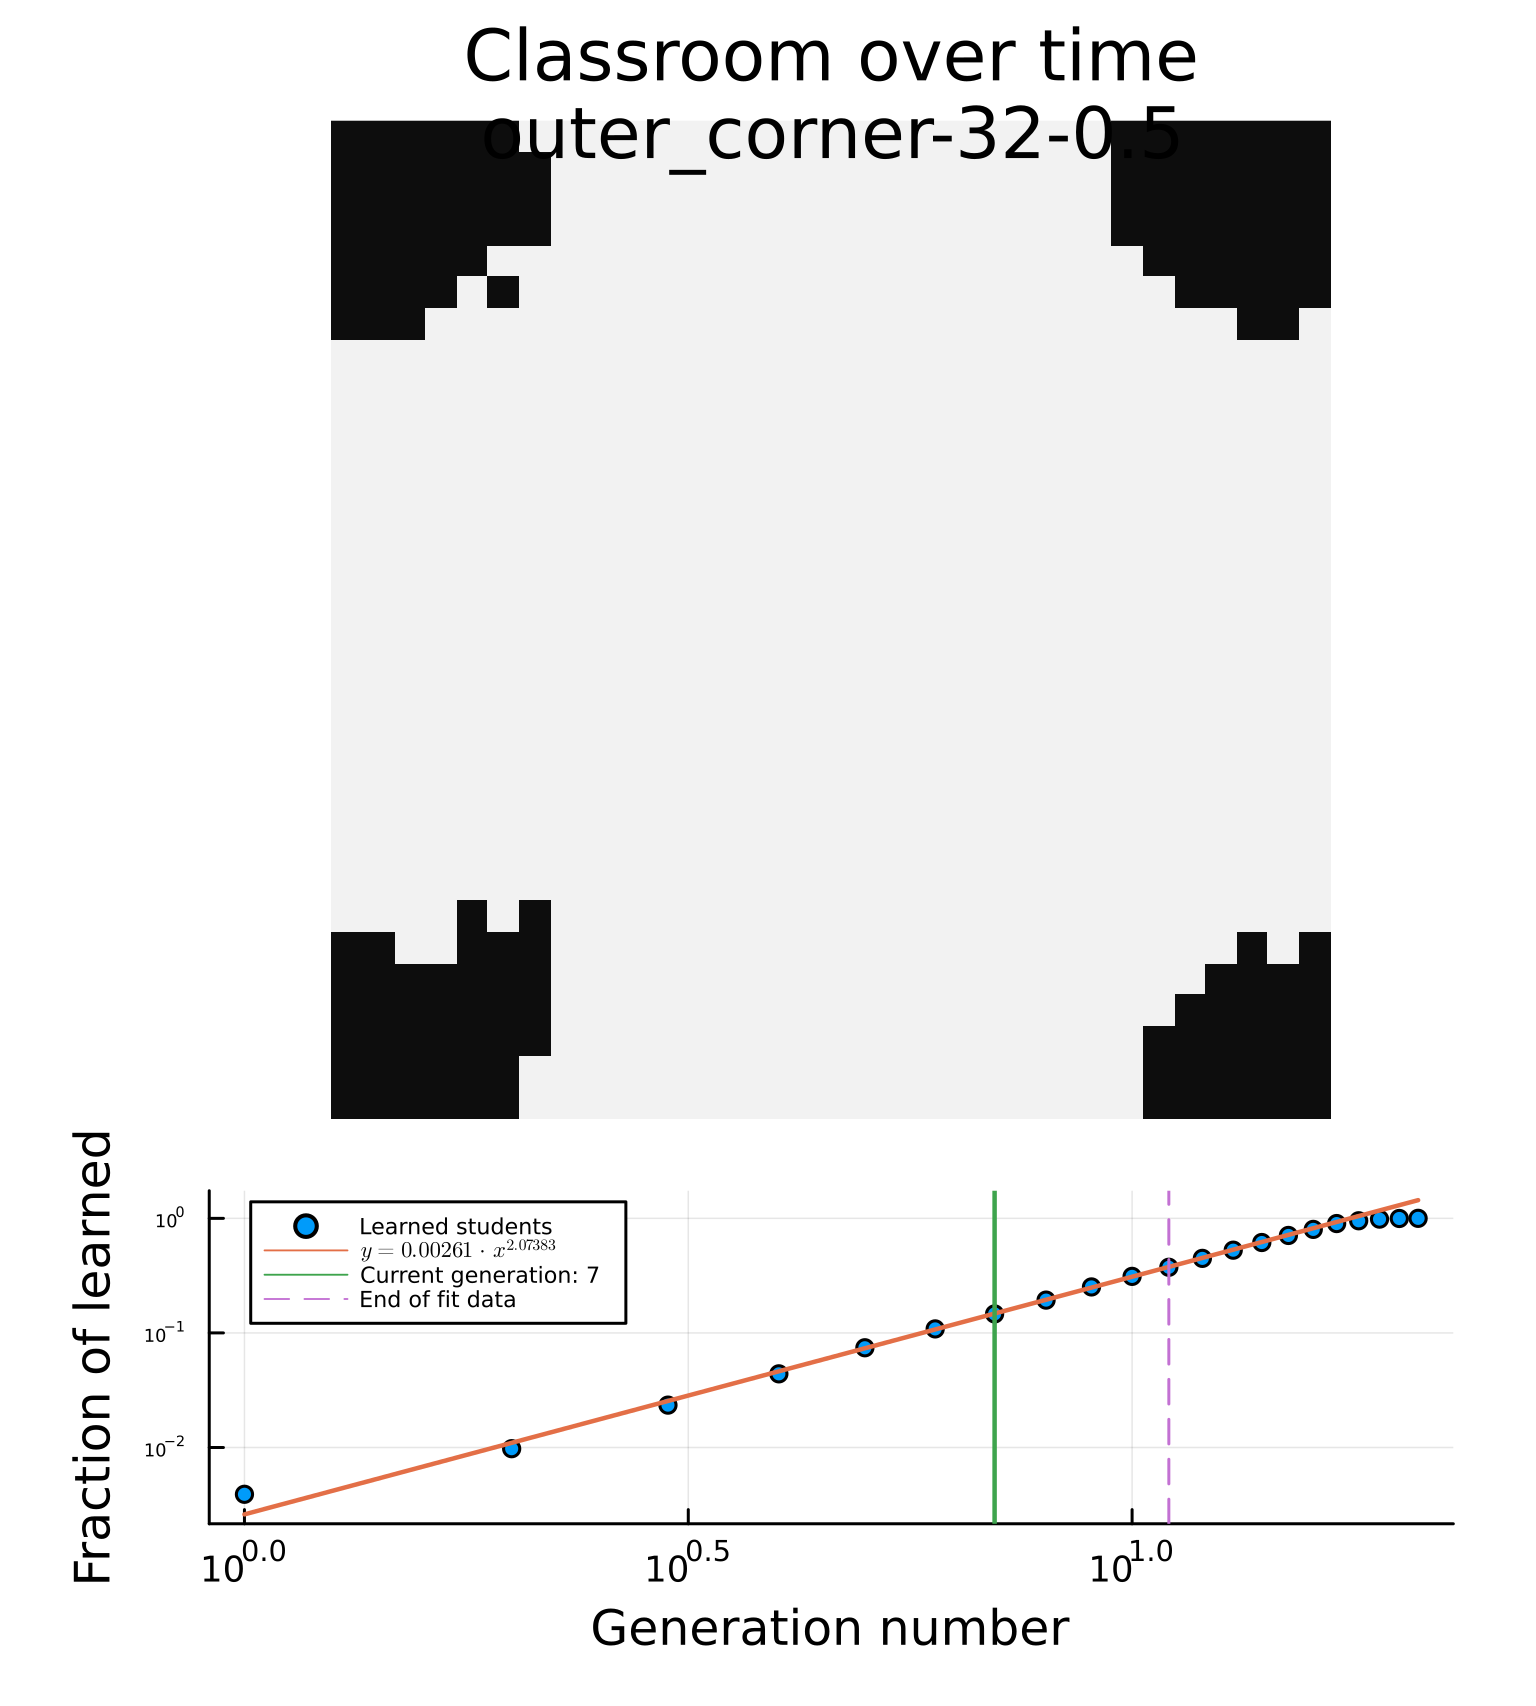 Classroom over time
outer_corner-32-0.5
Fraction of learned
10⁰
10⁻¹
10⁻²
Learned students
y = 0.00261 · x^2.07383
Current generation: 7
End of fit data
10^0.0
10^0.5
10^1.0
Generation number